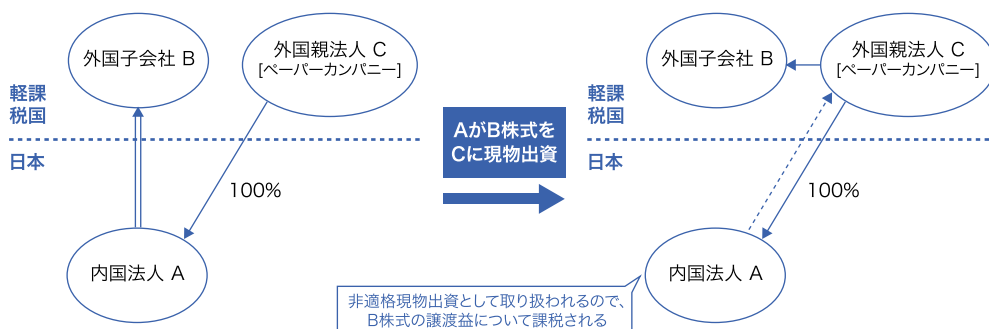 外国子会社 B
外国親法人 C
[ペーパーカンパニー]
軽課
税国
日本
100%
内国法人 A
AがB株式を
Cに現物出資
外国子会社 B
外国親法人 C
[ペーパーカンパニー]
軽課
税国
日本
100%
内国法人 A
非適格現物出資として取り扱われるので、
B株式の譲渡益について課税される